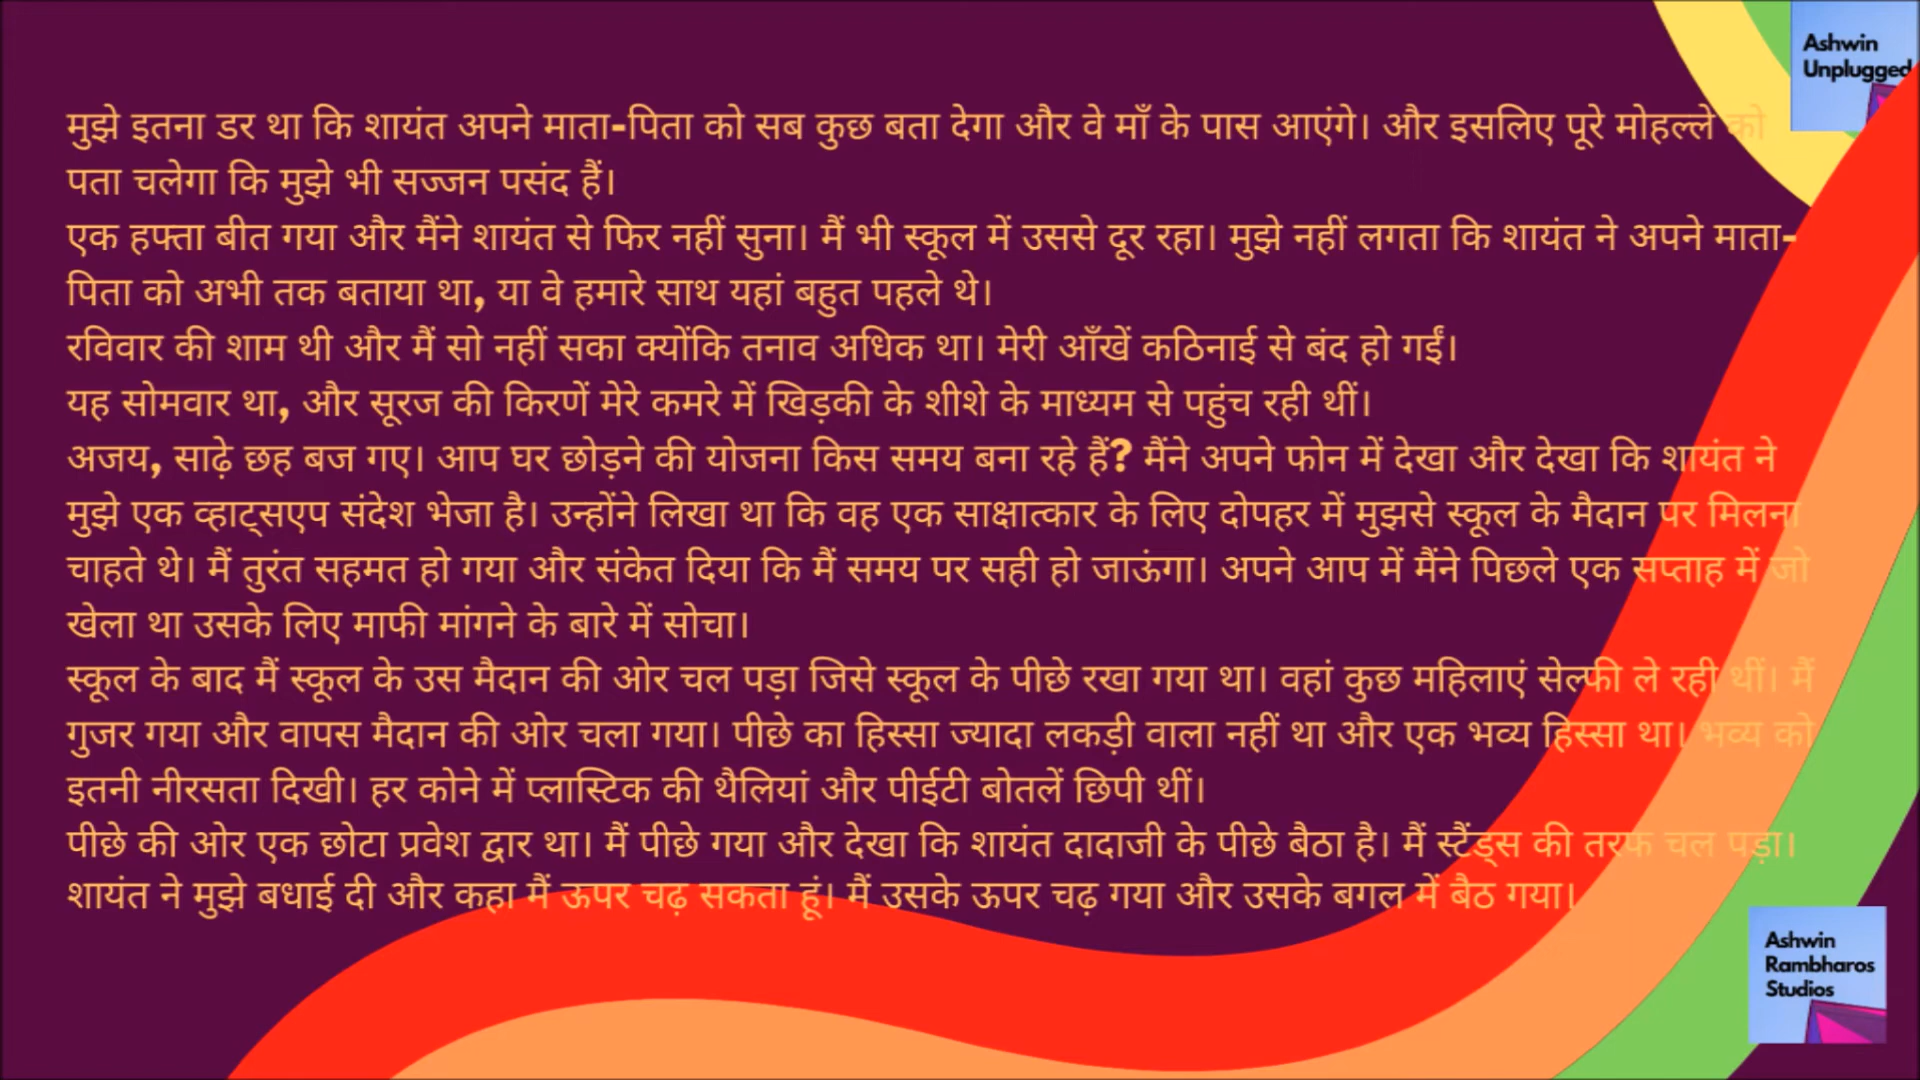 Ashwin
Unplugged
मुझे इतना डर था कि शायंत अपने माता-पिता को सब कुछ बता देगा और वे माँ के पास आएंगे। और इसलिए पूरे मोहल्ले को
पता चलेगा कि मुझे भी सज्जन पसंद हैं।
एक हफ्ता बीत गया और मैंने शायंत से फिर नहीं सुना। मैं भी स्कूल में उससे दूर रहा। मुझे नहीं लगता कि शायंत ने अपने माता-
पिता को अभी तक बताया था, या वे हमारे साथ यहां बहुत पहले थे।
रविवार की शाम थी और मैं सो नहीं सका क्योंकि तनाव अधिक था। मेरी आँखें कठिनाई से बंद हो गईं।
यह सोमवार था, और सूरज की किरणें मेरे कमरे में खिड़की के शीशे के माध्यम से पहुंच रही थीं।
अजय, साढ़े छह बज गए। आप घर छोड़ने की योजना किस समय बना रहे हैं? मैंने अपने फोन में देखा और देखा कि शायंत ने
मुझे एक व्हाट्सएप संदेश भेजा है। उन्होंने लिखा था कि वह एक साक्षात्कार के लिए दोपहर में मुझसे स्कूल के मैदान पर मिलना
चाहते थे। मैं तुरंत सहमत हो गया और संकेत दिया कि मैं समय पर सही हो जाऊंगा। अपने आप में मैंने पिछले एक सप्ताह में जो
खेला था उसके लिए माफी मांगने के बारे में सोचा।
स्कूल के बाद मैं स्कूल के उस मैदान की ओर चल पड़ा जिसे स्कूल के पीछे रखा गया था। वहां कुछ महिलाएं सेल्फी ले रही थीं। मैं
गुजर गया और वापस मैदान की ओर चला गया। पीछे का हिस्सा ज्यादा लकड़ी वाला नहीं था और एक भव्य हिस्सा था। भव्य को
इतनी नीरसता दिखी। हर कोने में प्लास्टिक की थैलियां और पीईटी बोतलें छिपी थीं।
पीछे की ओर एक छोटा प्रवेश द्वार था। मैं पीछे गया और देखा कि शायंत दादाजी के पीछे बैठा है। मैं स्टैंड्स की तरफ चल पड़ा।
शायंत ने मुझे बधाई दी और कहा मैं ऊपर चढ़ सकता हूं। मैं उसके ऊपर चढ़ गया और उसके बगल में बैठ गया।
Ashwin
Rambharos
Studios